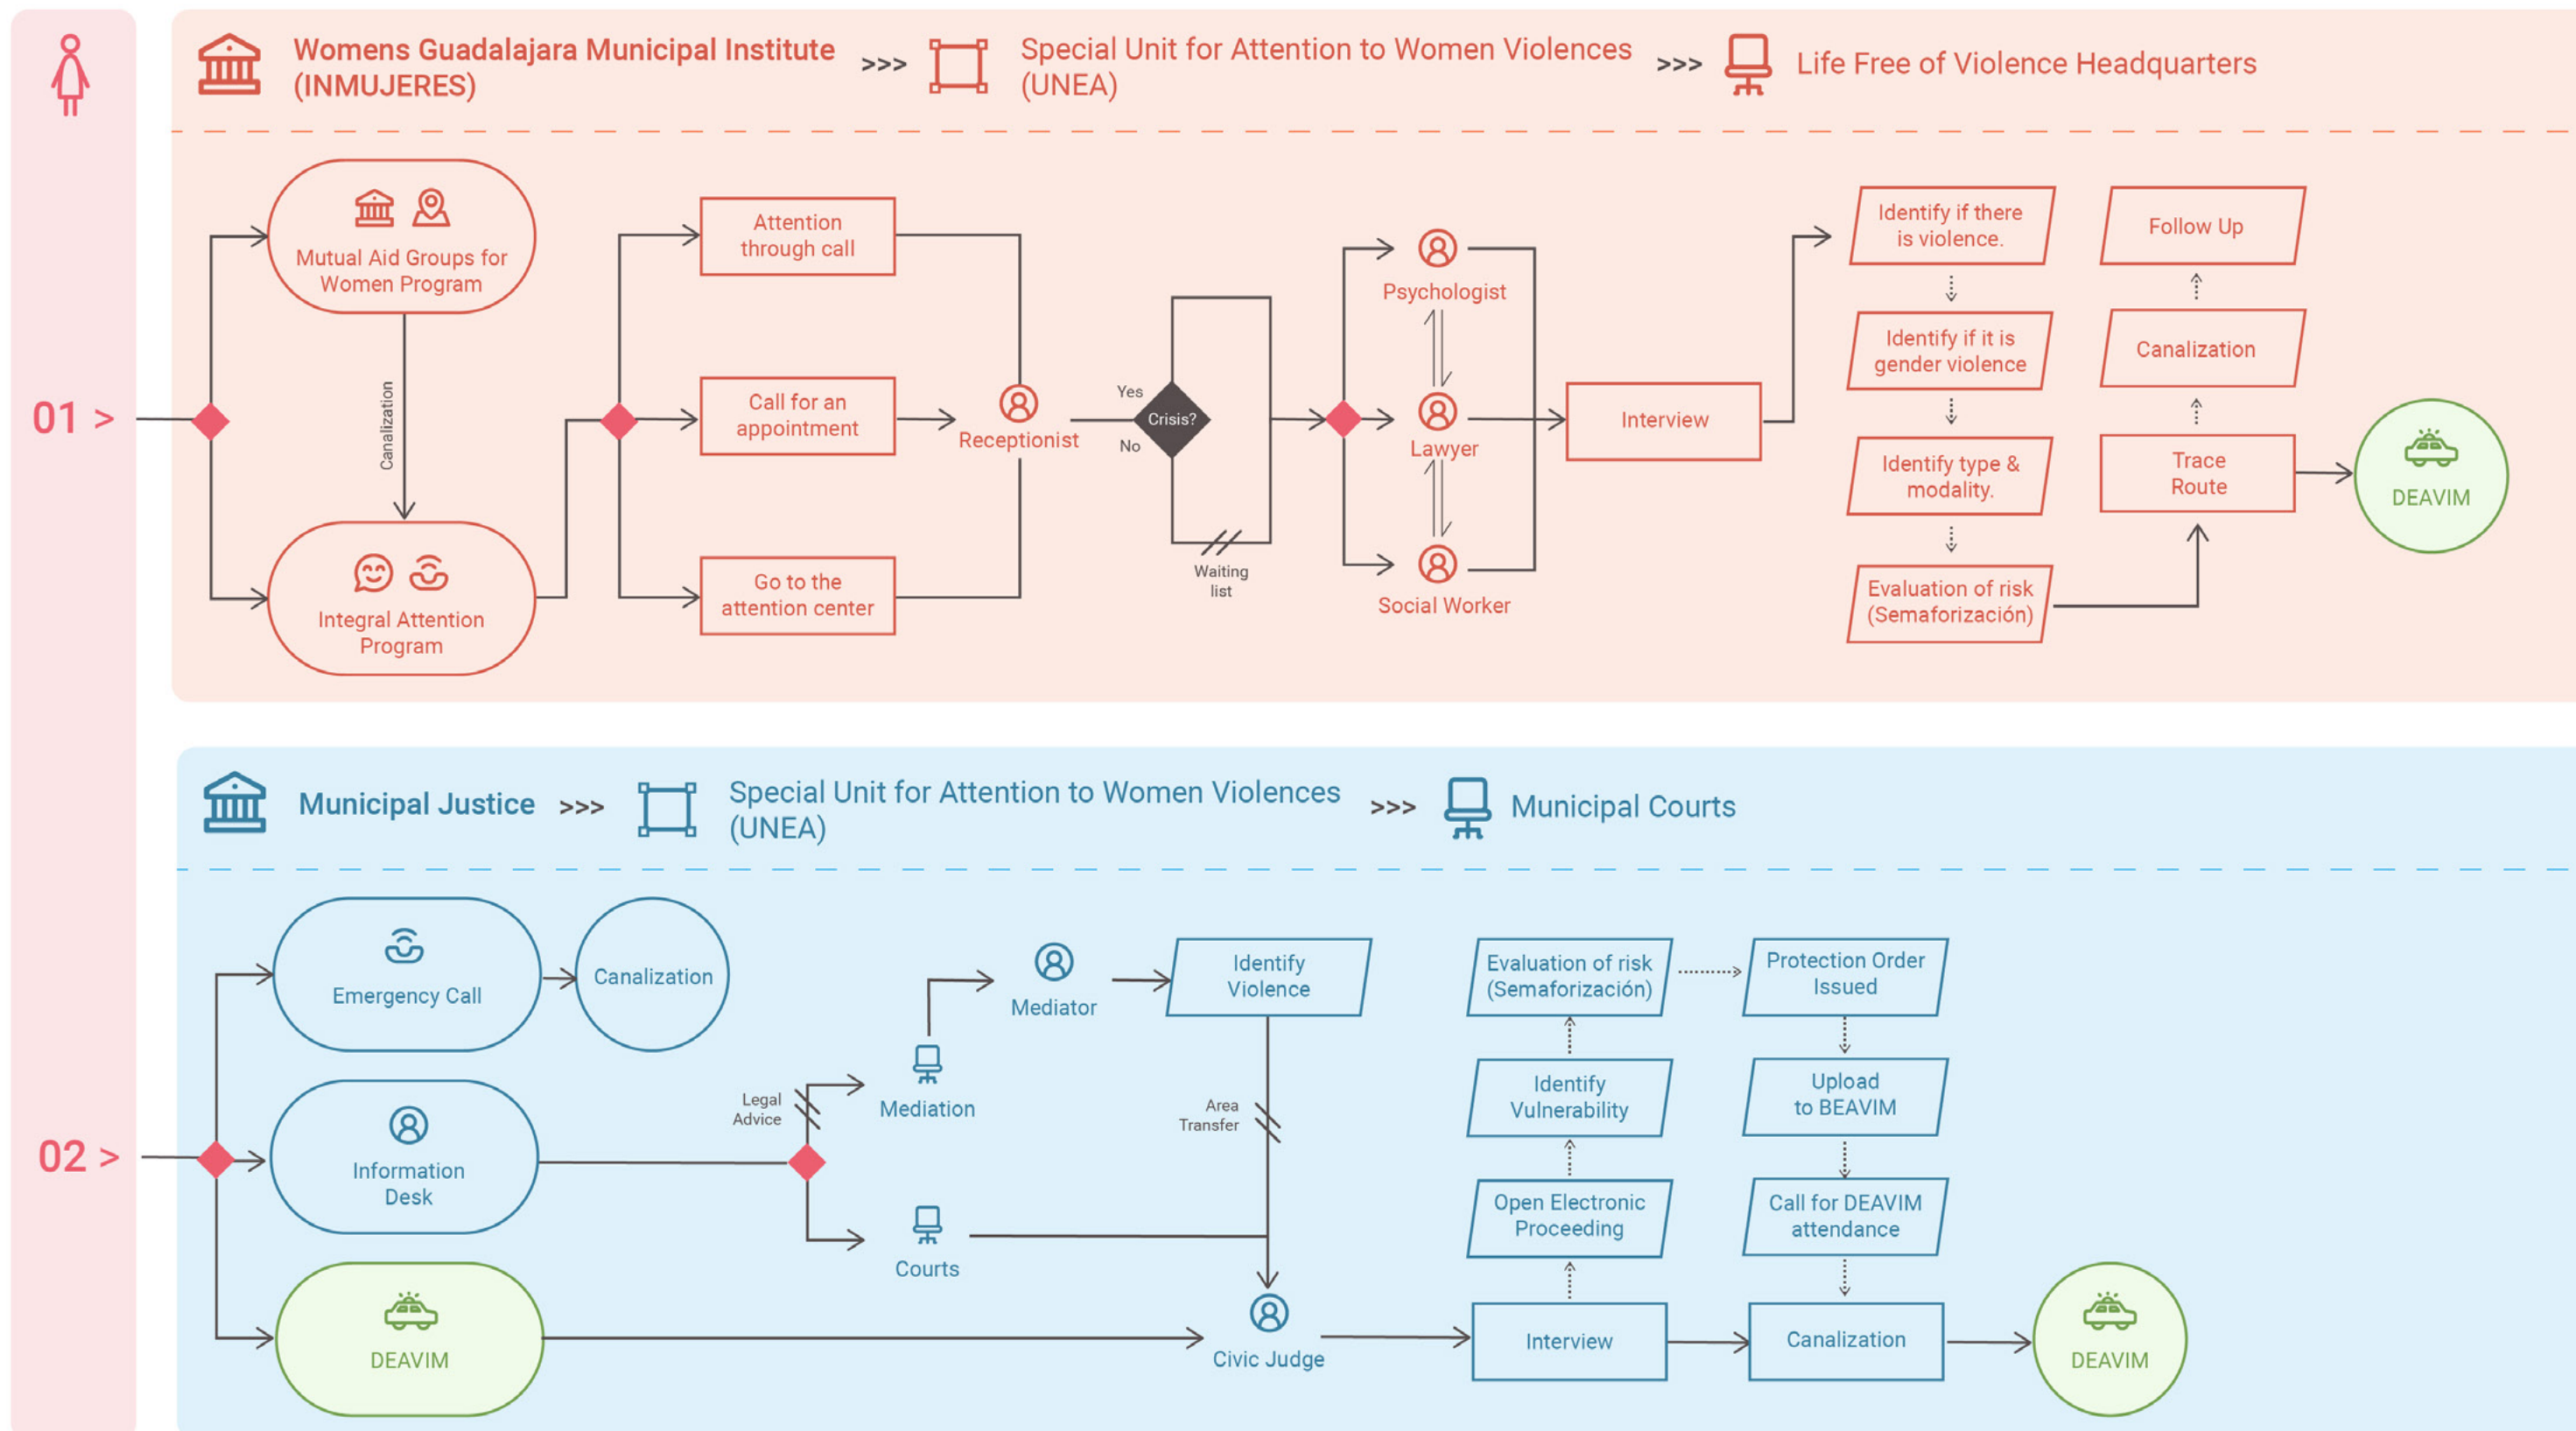 Womens Guadalajara Municipal Institute
(INMUJERES)
>>>
Special Unit for Attention to Women Violences
(UNEA)
>>>
Life Free of Violence Headquarters
01 >
Mutual Aid Groups for
Women Program
Canalization
Integral Attention
Program
Attention
through call
Call for an
appointment
Go to the
attention center
Receptionist
Yes
Crisis?
No
Waiting
list
Psychologist
Lawyer
Social Worker
Interview
Identify if there
is violence.
Identify if it is
gender violence
Identify type &
modality.
Evaluation of risk
(Semaforización)
Follow Up
Canalization
Trace
Route
DEAVIM
Municipal Justice
>>>
Special Unit for Attention to Women Violences
(UNEA)
>>>
Municipal Courts
02 >
Emergency Call
Canalization
Information
Desk
DEAVIM
Legal
Advice
Mediation
Courts
Mediator
Identify
Violence
Area
Transfer
Civic Judge
Evaluation of risk
(Semaforización)
Identify
Vulnerability
Open Electronic
Proceeding
Interview
Protection Order
Issued
Upload
to BEAVIM
Call for DEAVIM
attendance
Canalization
DEAVIM